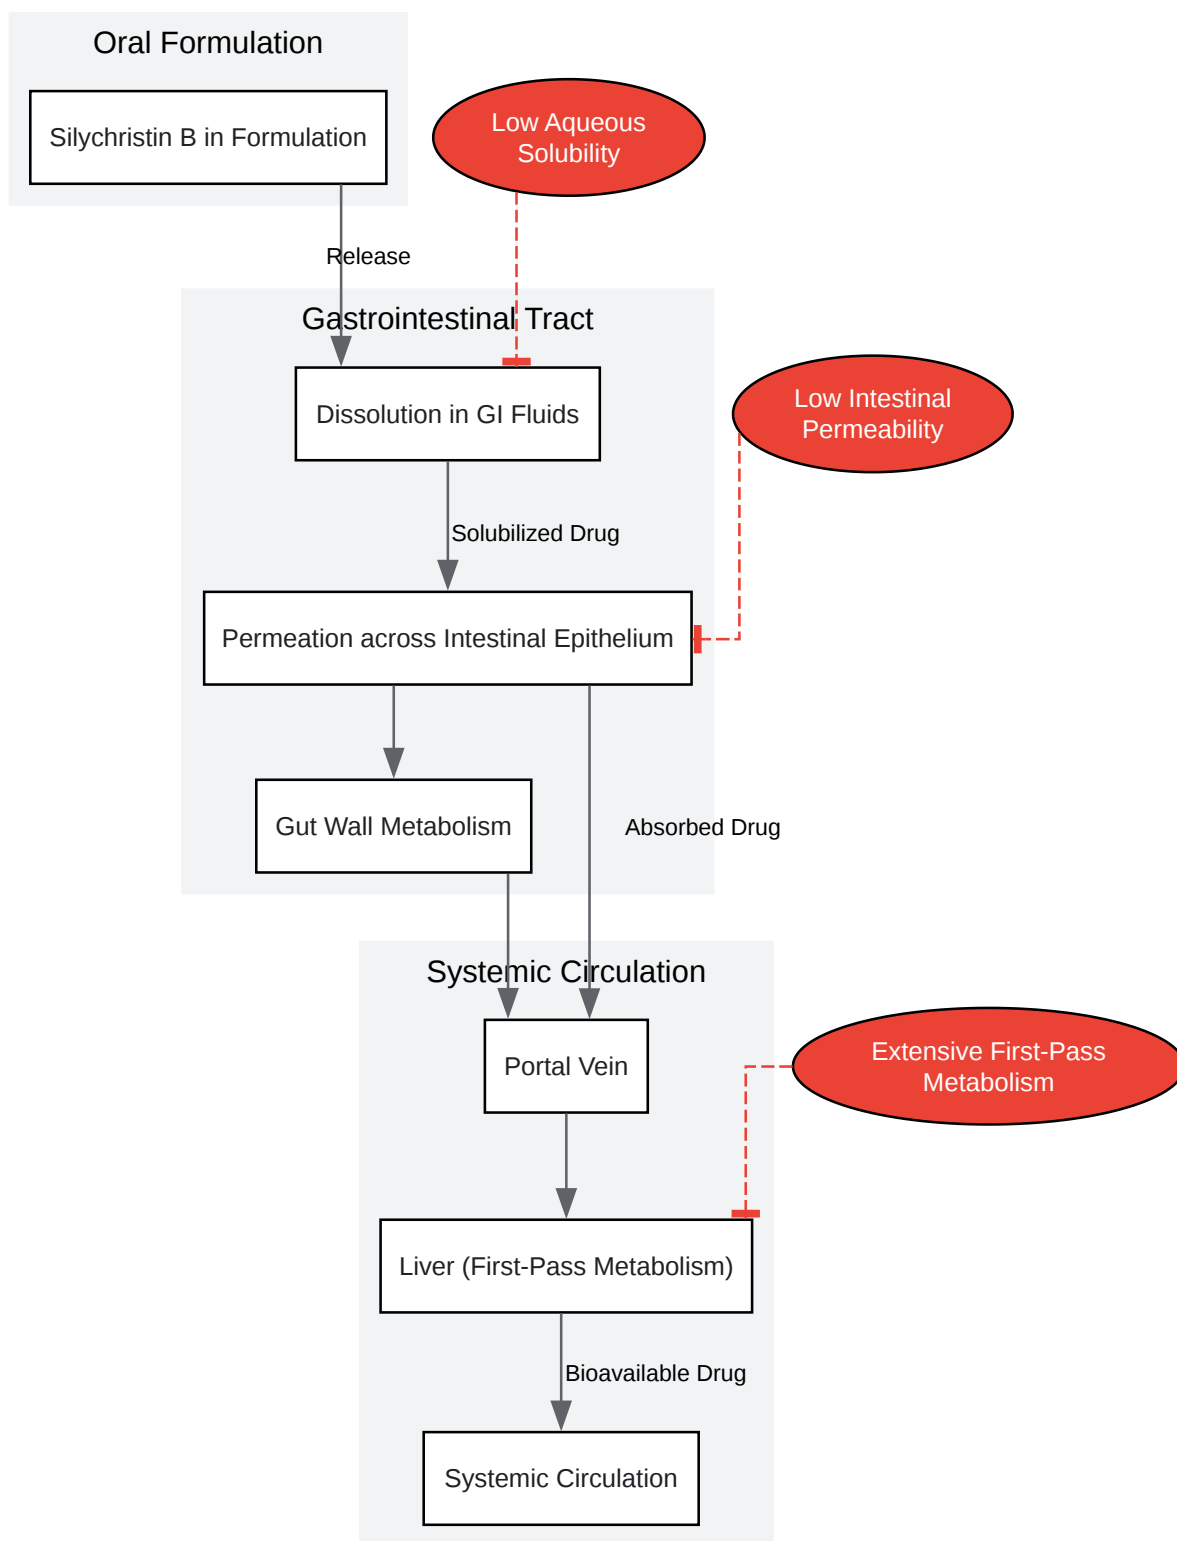 Oral Formulation
Silychristin B in Formulation
Low Aqueous
Solubility
Release
Gastrointestinal Tract
Dissolution in GI Fluids
Low Intestinal
Permeability
Solubilized Drug
Permeation across Intestinal Epithelium
Gut Wall Metabolism
Absorbed Drug
Systemic Circulation
Portal Vein
Extensive First-Pass
Metabolism
Liver (First-Pass Metabolism)
Bioavailable Drug
Systemic Circulation